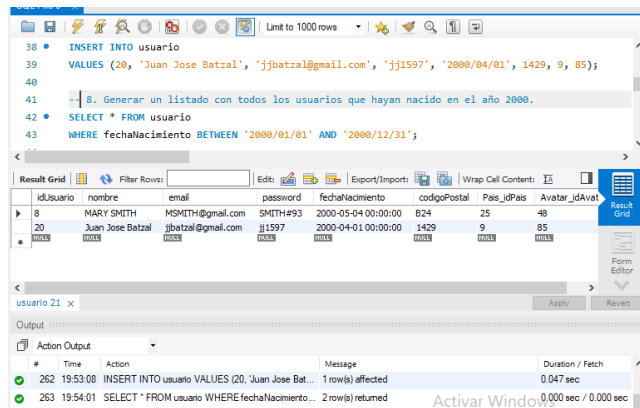 Limit to 1000 rows
38 INSERT INTO usuario
39 VALUES (20, 'Juan Jose Batzal', 'jjbatzal@gmail.com', 'jj1597', '2000/04/01', 1429, 9, 85);
40
41 -- 8. Generar un listado con todos los usuarios que hayan nacido en el año 2000.
42 SELECT * FROM usuario
43 WHERE fechaNacimiento BETWEEN '2000/01/01' AND '2000/12/31';
Result Grid Filter Rows: Edit: Export/Import: Wrap Cell Content: IA
idUsuario nombre email password fechaNacimiento codigoPostal Pais_idPais Avatar_idAvat
8 MARY SMITH MSMITH@gmail.com SMITH#93 2000-05-04 00:00:00 B24 25 48
20 Juan Jose Batzal jjbatzal@gmail.com jj1597 2000-04-01 00:00:00 1429 9 85
NULL NULL NULL NULL NULL NULL NULL NULL
Result Grid
Form Editor
usuario 21 Apply Revert
Output
Action Output
# Time Action Message Duration / Fetch
262 19:53:08 INSERT INTO usuario VALUES (20, 'Juan Jose Bat... 1 row(s) affected 0.047 sec
263 19:54:01 SELECT * FROM usuario WHERE fechaNacimiento... 2 row(s) returned 0.000 sec / 0.000 sec
Activar Windows